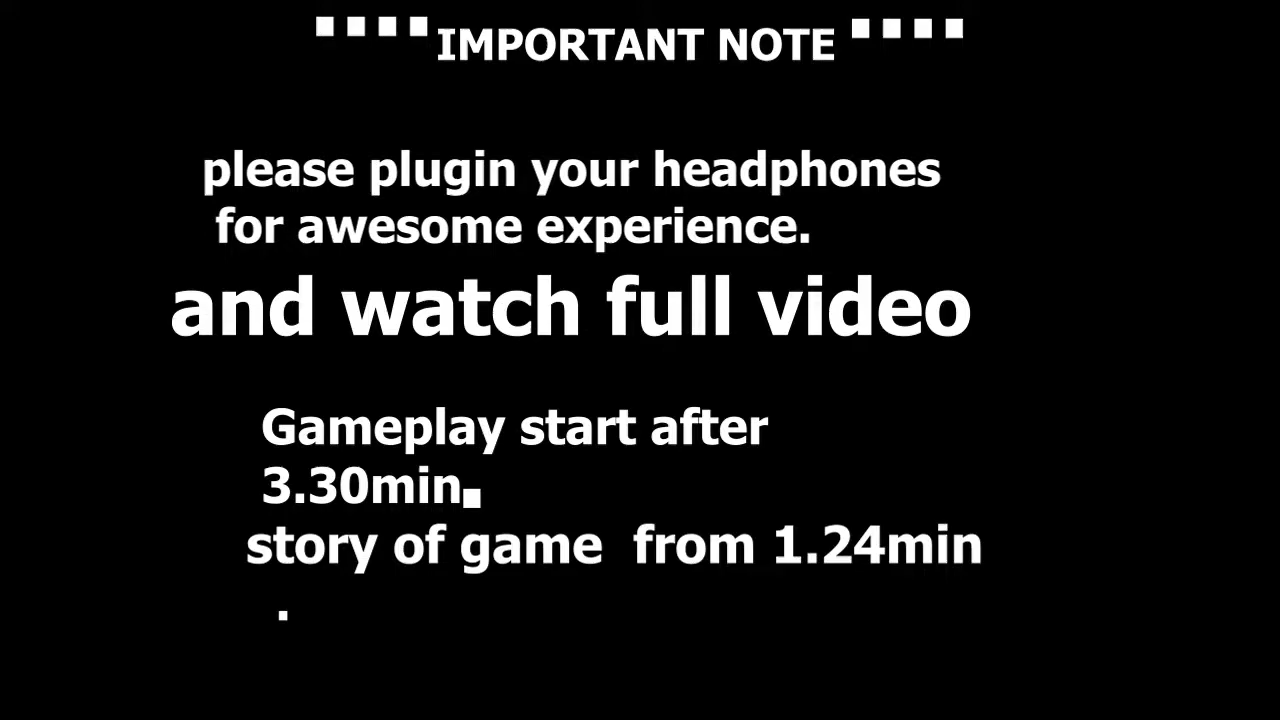 ....IMPORTANT NOTE....
please plugin your headphones
for awesome experience.
and watch full video
Gameplay start after
3.30min.
story of game from 1.24min
.